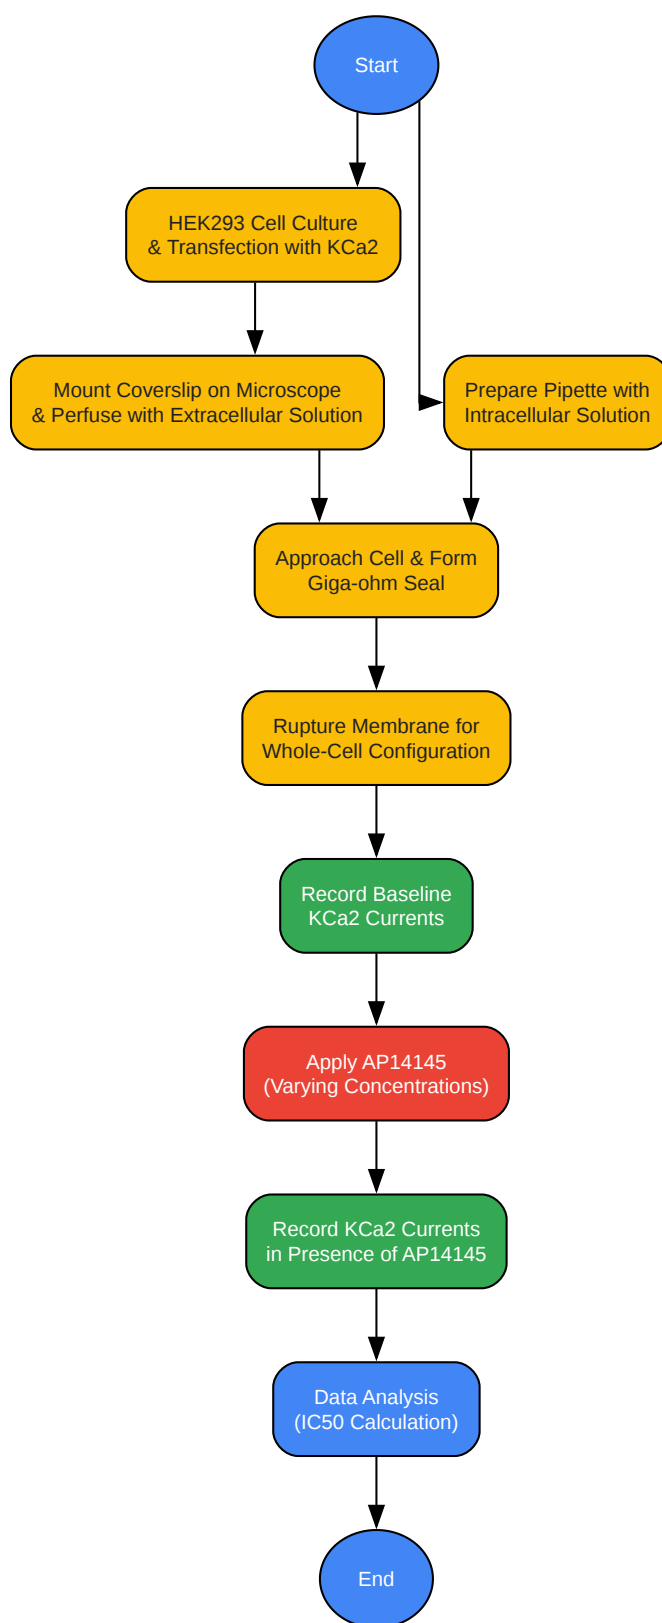 Start
HEK293 Cell Culture
& Transfection with KCa2
Mount Coverslip on Microscope
& Perfuse with Extracellular Solution
Prepare Pipette with
Intracellular Solution
Approach Cell & Form
Giga-ohm Seal
Rupture Membrane for
Whole-Cell Configuration
Record Baseline
KCa2 Currents
Apply AP14145
(Varying Concentrations)
Record KCa2 Currents
in Presence of AP14145
Data Analysis
(IC50 Calculation)
End